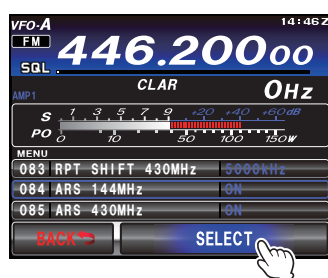 VFO-A 14:46Z
FM 446.20000
SQL
CLAR 0Hz
AMP1
S 1 3 5 7 9 +20 +40 +60dB
PO 0 10 50 100 150W
MENU
083 RPT SHIFT 430MHz 5000kHz
084 ARS 144MHz ON
085 ARS 430MHz ON
BACK SELECT